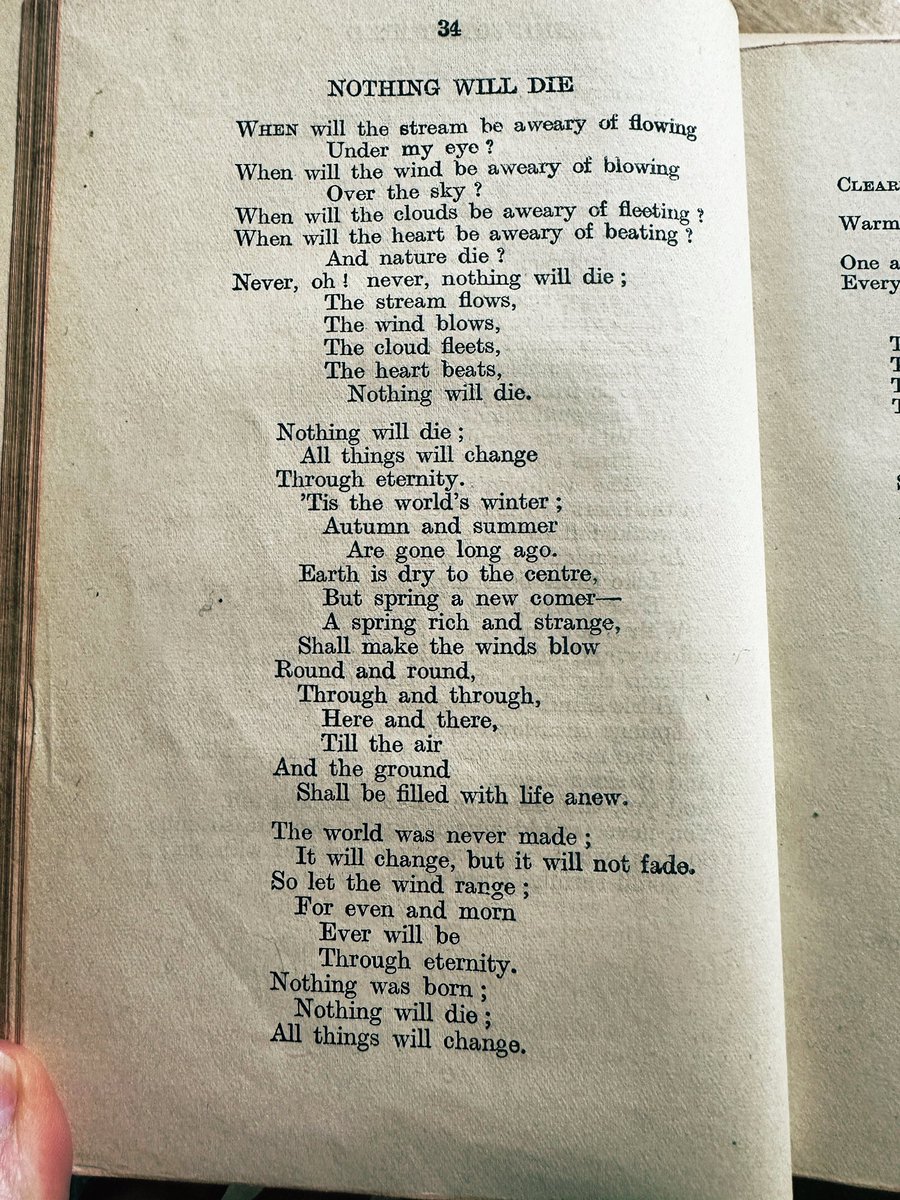 34
NOTHING WILL DIE
WHEN will the stream be aweary of flowing
Under my eye ?
When will the wind be aweary of blowing
Over the sky ?
When will the clouds be aweary of fleeting ?
When will the heart be aweary of beating ?
And nature die ?
Never, oh ! never, nothing will die ;
The stream flows,
The wind blows,
The cloud fleets,
The heart beats,
Nothing will die.
Nothing will die ;
All things will change
Through eternity.
'Tis the world's winter ;
Autumn and summer
Are gone long ago.
Earth is dry to the centre,
But spring a new comer—
A spring rich and strange,
Shall make the winds blow
Round and round,
Through and through,
Here and there,
Till the air
And the ground
Shall be filled with life anew.
The world was never made ;
It will change, but it will not fade.
So let the wind range ;
For even and morn
Ever will be
Through eternity.
Nothing was born ;
Nothing will die ;
All things will change.
Warm
One a
Every